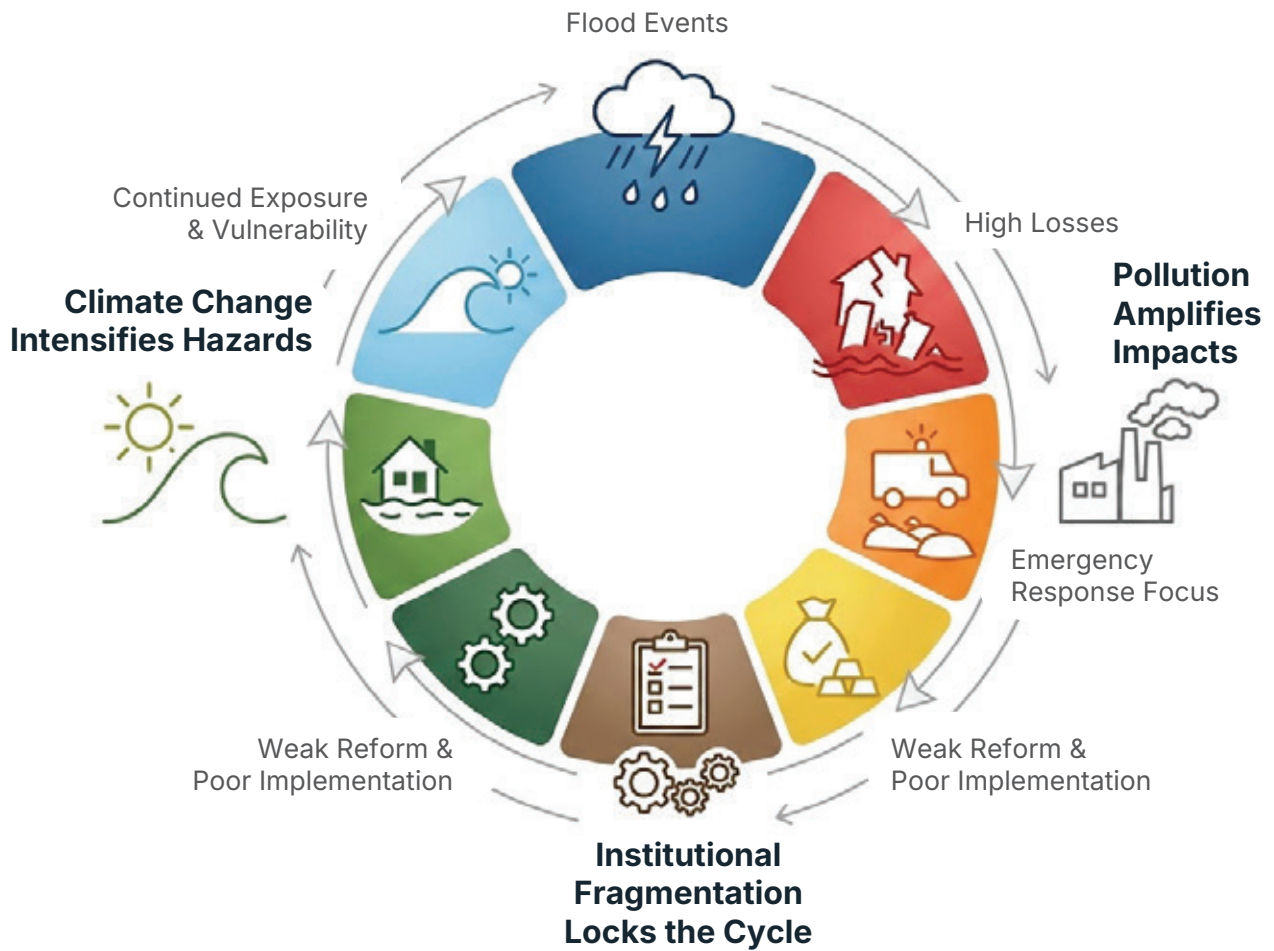 Flood Events
Continued Exposure
& Vulnerability
High Losses
Climate Change
Intensifies Hazards
Pollution
Amplifies
Impacts
Emergency
Response Focus
Weak Reform &
Poor Implementation
Weak Reform &
Poor Implementation
Institutional
Fragmentation
Locks the Cycle